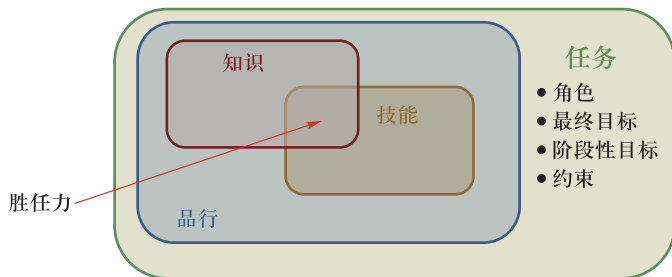 知识
任务
技能
● 角色
● 最终目标
● 阶段性目标
● 约束
胜任力
品行